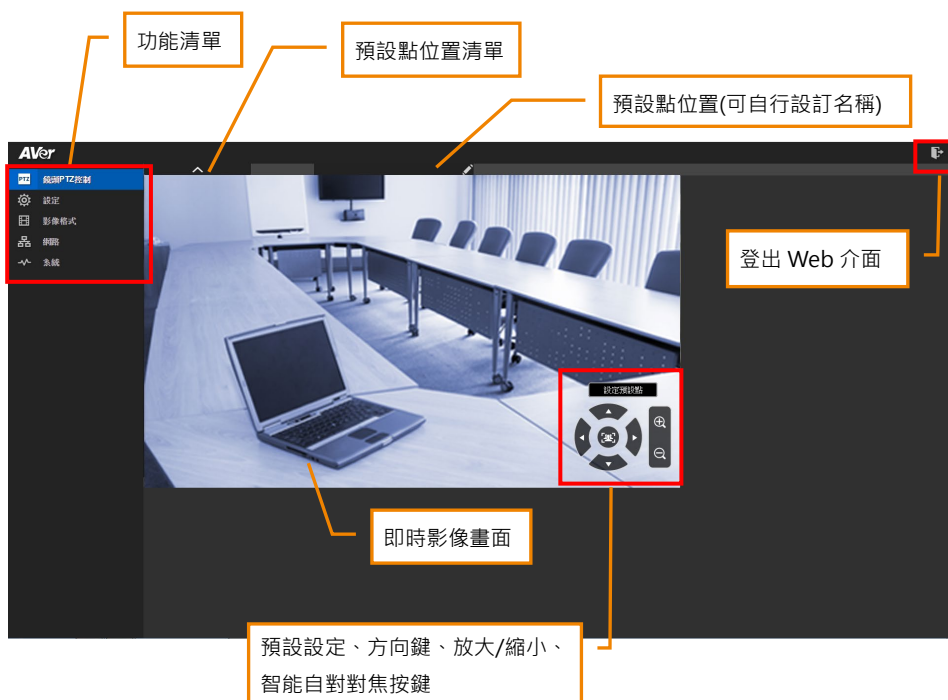 功能清單
預設點位置清單
預設點位置(可自行設訂名稱)
AVer
PTZ 鏡頭PTZ控制
設定
影像格式
網路
系統
登出 Web 介面
設定預設點
即時影像畫面
預設設定、方向鍵、放大/縮小、
智能自對對焦按鍵